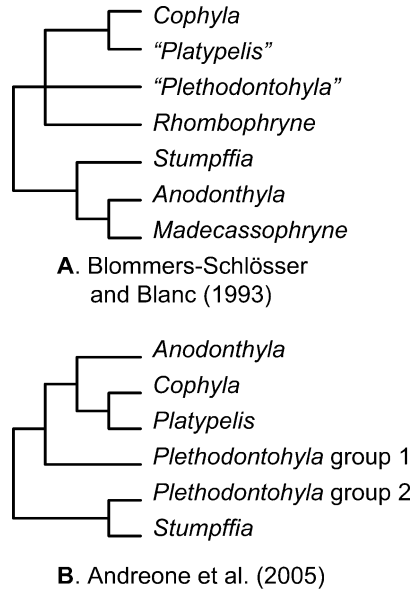 Cophyla
“Platypelis”
“Plethodontohyla”
Rhombophryne
Stumpffia
Anodonthyla
Madecassophryne
A. Blommers-Schlösser
and Blanc (1993)
Anodonthyla
Cophyla
Platypelis
Plethodontohyla group 1
Plethodontohyla group 2
Stumpffia
B. Andreone et al. (2005)